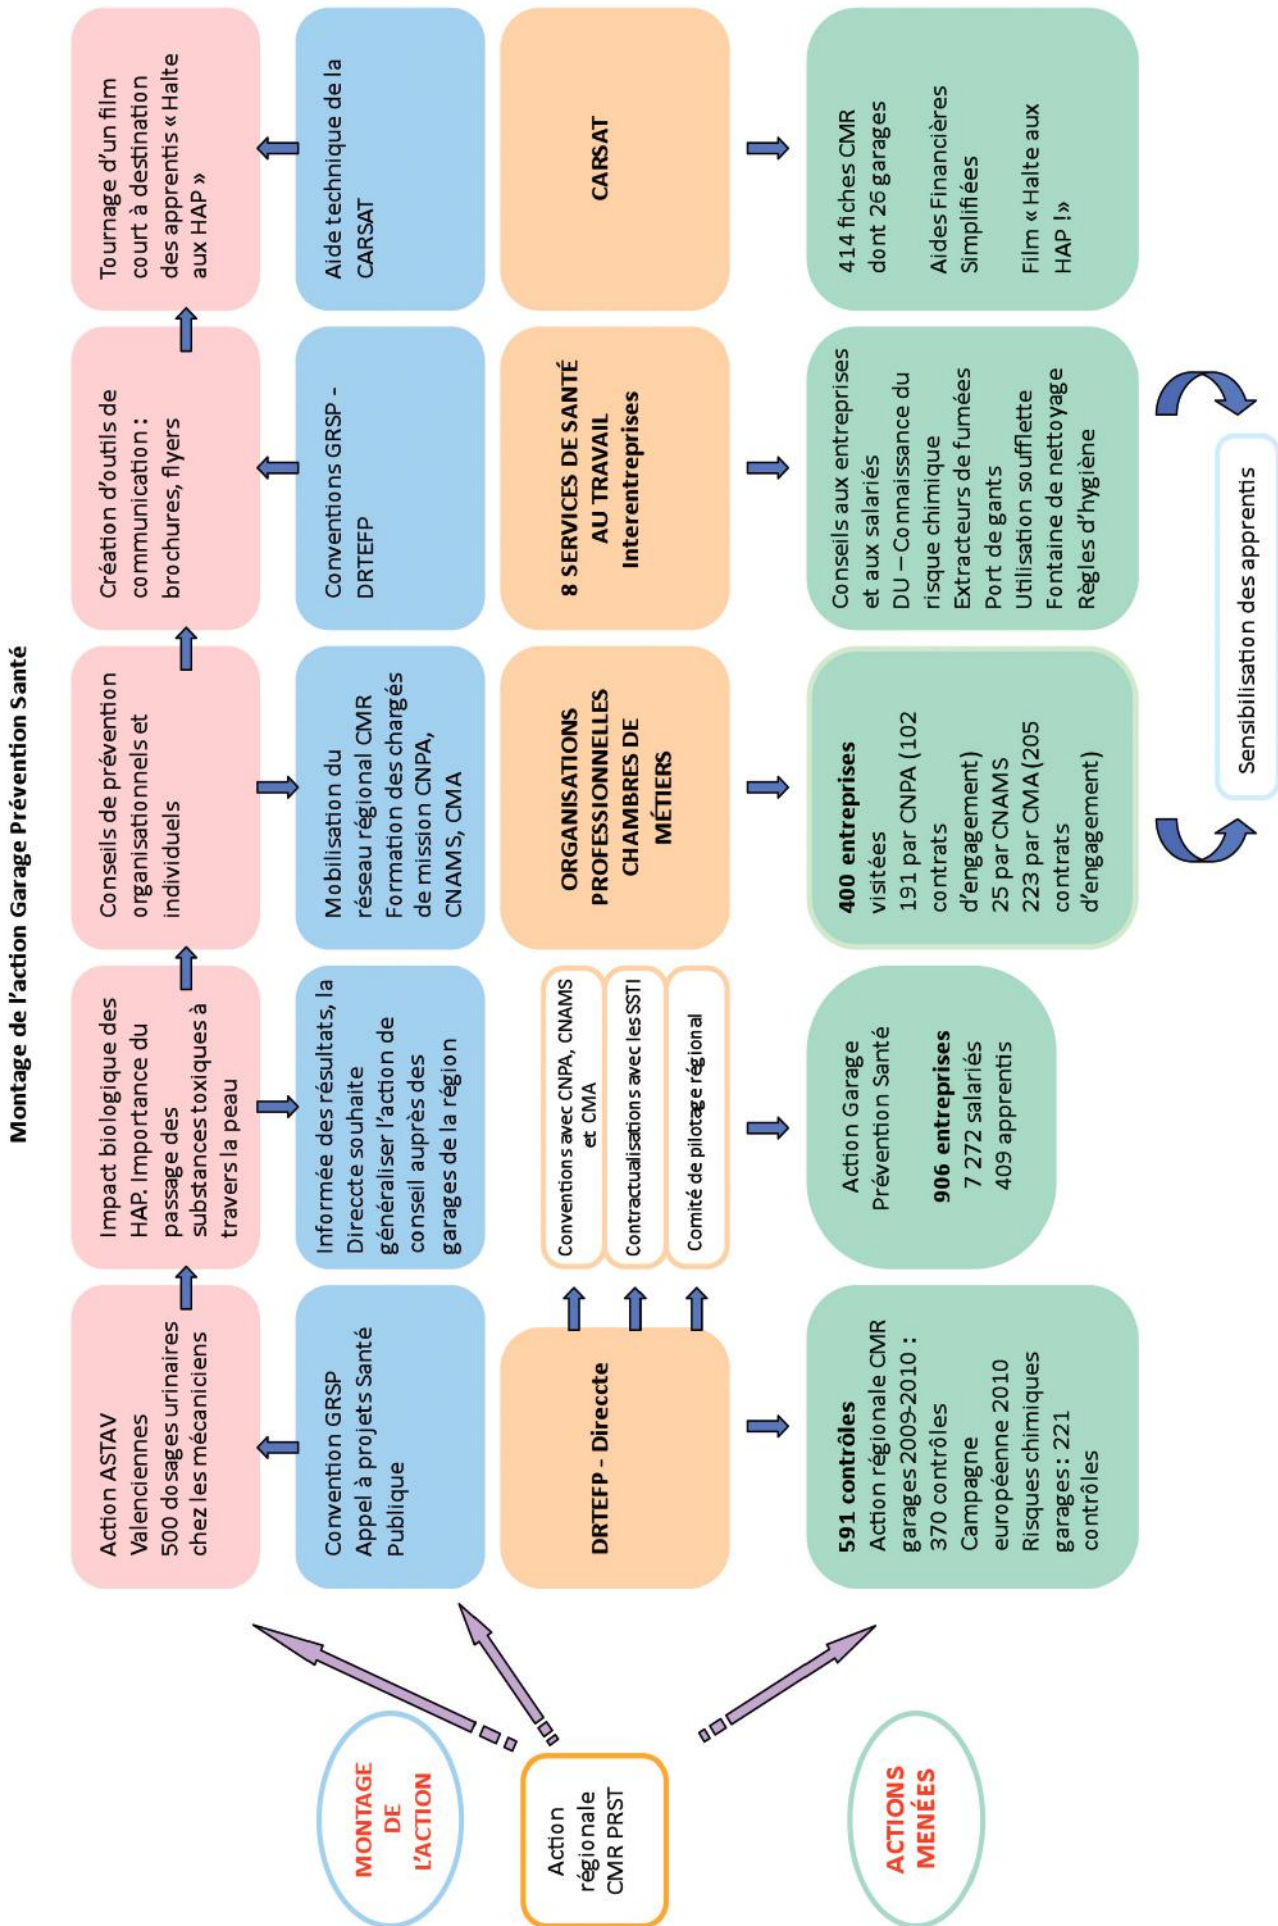 Montage de l'action Garage Prévention Santé
MONTAGE
DE
L'ACTION
Action
régionale
CMR PRST
ACTIONS
MENÉES
Action ASTAV
Valenciennes
500 dosages urinaires
chez les mécaniciens
Impact biologique des
HAP. Importance du
passage des
substances toxiques à
travers la peau
Conseils de prévention
organisationnels et
individuels
Création d'outils de
communication :
brochures, flyers
Tournage d'un film
court à destination
des apprentis « Halte
aux HAP »
Convention GRSP
Appel à projets Santé
Publique
Informée des résultats, la
Direccte souhaite
généraliser l'action de
conseil auprès des
garages de la région
Mobilisation du
réseau régional CMR
Formation des chargés
de mission CNPA,
CNAMS, CMA
Conventions GRSP -
DRTEFP
Aide technique de la
CARSAT
DRTEFP - Direccte
Conventions avec CNPA, CNAMS
et CMA
Contractualisations avec les SSTI
Comité de pilotage régional
ORGANISATIONS
PROFESSIONNELLES
CHAMBRES DE
MÉTIERS
8 SERVICES DE SANTÉ
AU TRAVAIL
Interentreprises
CARSAT
591 contrôles
Action régionale CMR
garages 2009-2010 :
370 contrôles
Campagne
européenne 2010
Risques chimiques
garages : 221
contrôles
Action Garage
Prévention Santé
906 entreprises
7 272 salariés
409 apprentis
400 entreprises
visitées
191 par CNPA (102
contrats
d'engagement)
25 par CNAMS
223 par CMA (205
contrats
d'engagement)
Conseils aux entreprises
et aux salariés
DU – Connaissance du
risque chimique
Extracteurs de fumées
Port de gants
Utilisation soufflette
Fontaine de nettoyage
Règles d'hygiène
414 fiches CMR
dont 26 garages
Aides Financières
Simplifiées
Film « Halte aux
HAP !»
Sensibilisation des apprentis